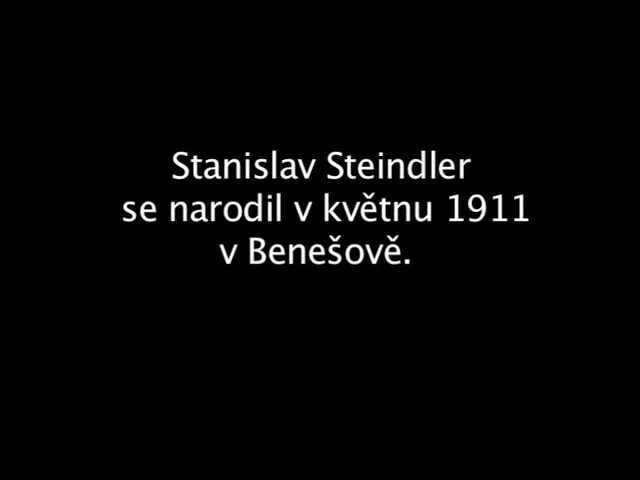 Stanislav Steindler
se narodil v květnu 1911
v Benešově.